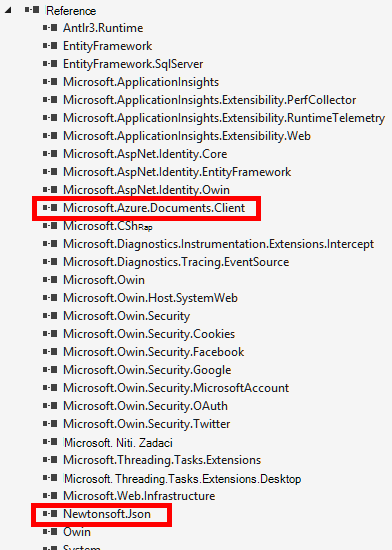 Reference
Antlr3.Runtime
EntityFramework
EntityFramework.SqlServer
Microsoft.ApplicationInsights
Microsoft.ApplicationInsights.Extensibility.PerfCollector
Microsoft.ApplicationInsights.Extensibility.RuntimeTelemetry
Microsoft.ApplicationInsights.Extensibility.Web
Microsoft.AspNet.Identity.Core
Microsoft.AspNet.Identity.EntityFramework
Microsoft.AspNet.Identity.Owin
Microsoft.Azure.Documents.Client
Microsoft.CShRap
Microsoft.Diagnostics.Instrumentation.Extensions.Intercept
Microsoft.Diagnostics.Tracing.EventSource
Microsoft.Owin
Microsoft.Owin.Host.SystemWeb
Microsoft.Owin.Security
Microsoft.Owin.Security.Cookies
Microsoft.Owin.Security.Facebook
Microsoft.Owin.Security.Google
Microsoft.Owin.Security.MicrosoftAccount
Microsoft.Owin.Security.OAuth
Microsoft.Owin.Security.Twitter
Microsoft. Niti. Zadaci
Microsoft.Threading.Tasks.Extensions
Microsoft. Threading.Tasks.Extensions.Desktop
Microsoft.Web.Infrastructure
Newtonsoft.Json
Owin
System